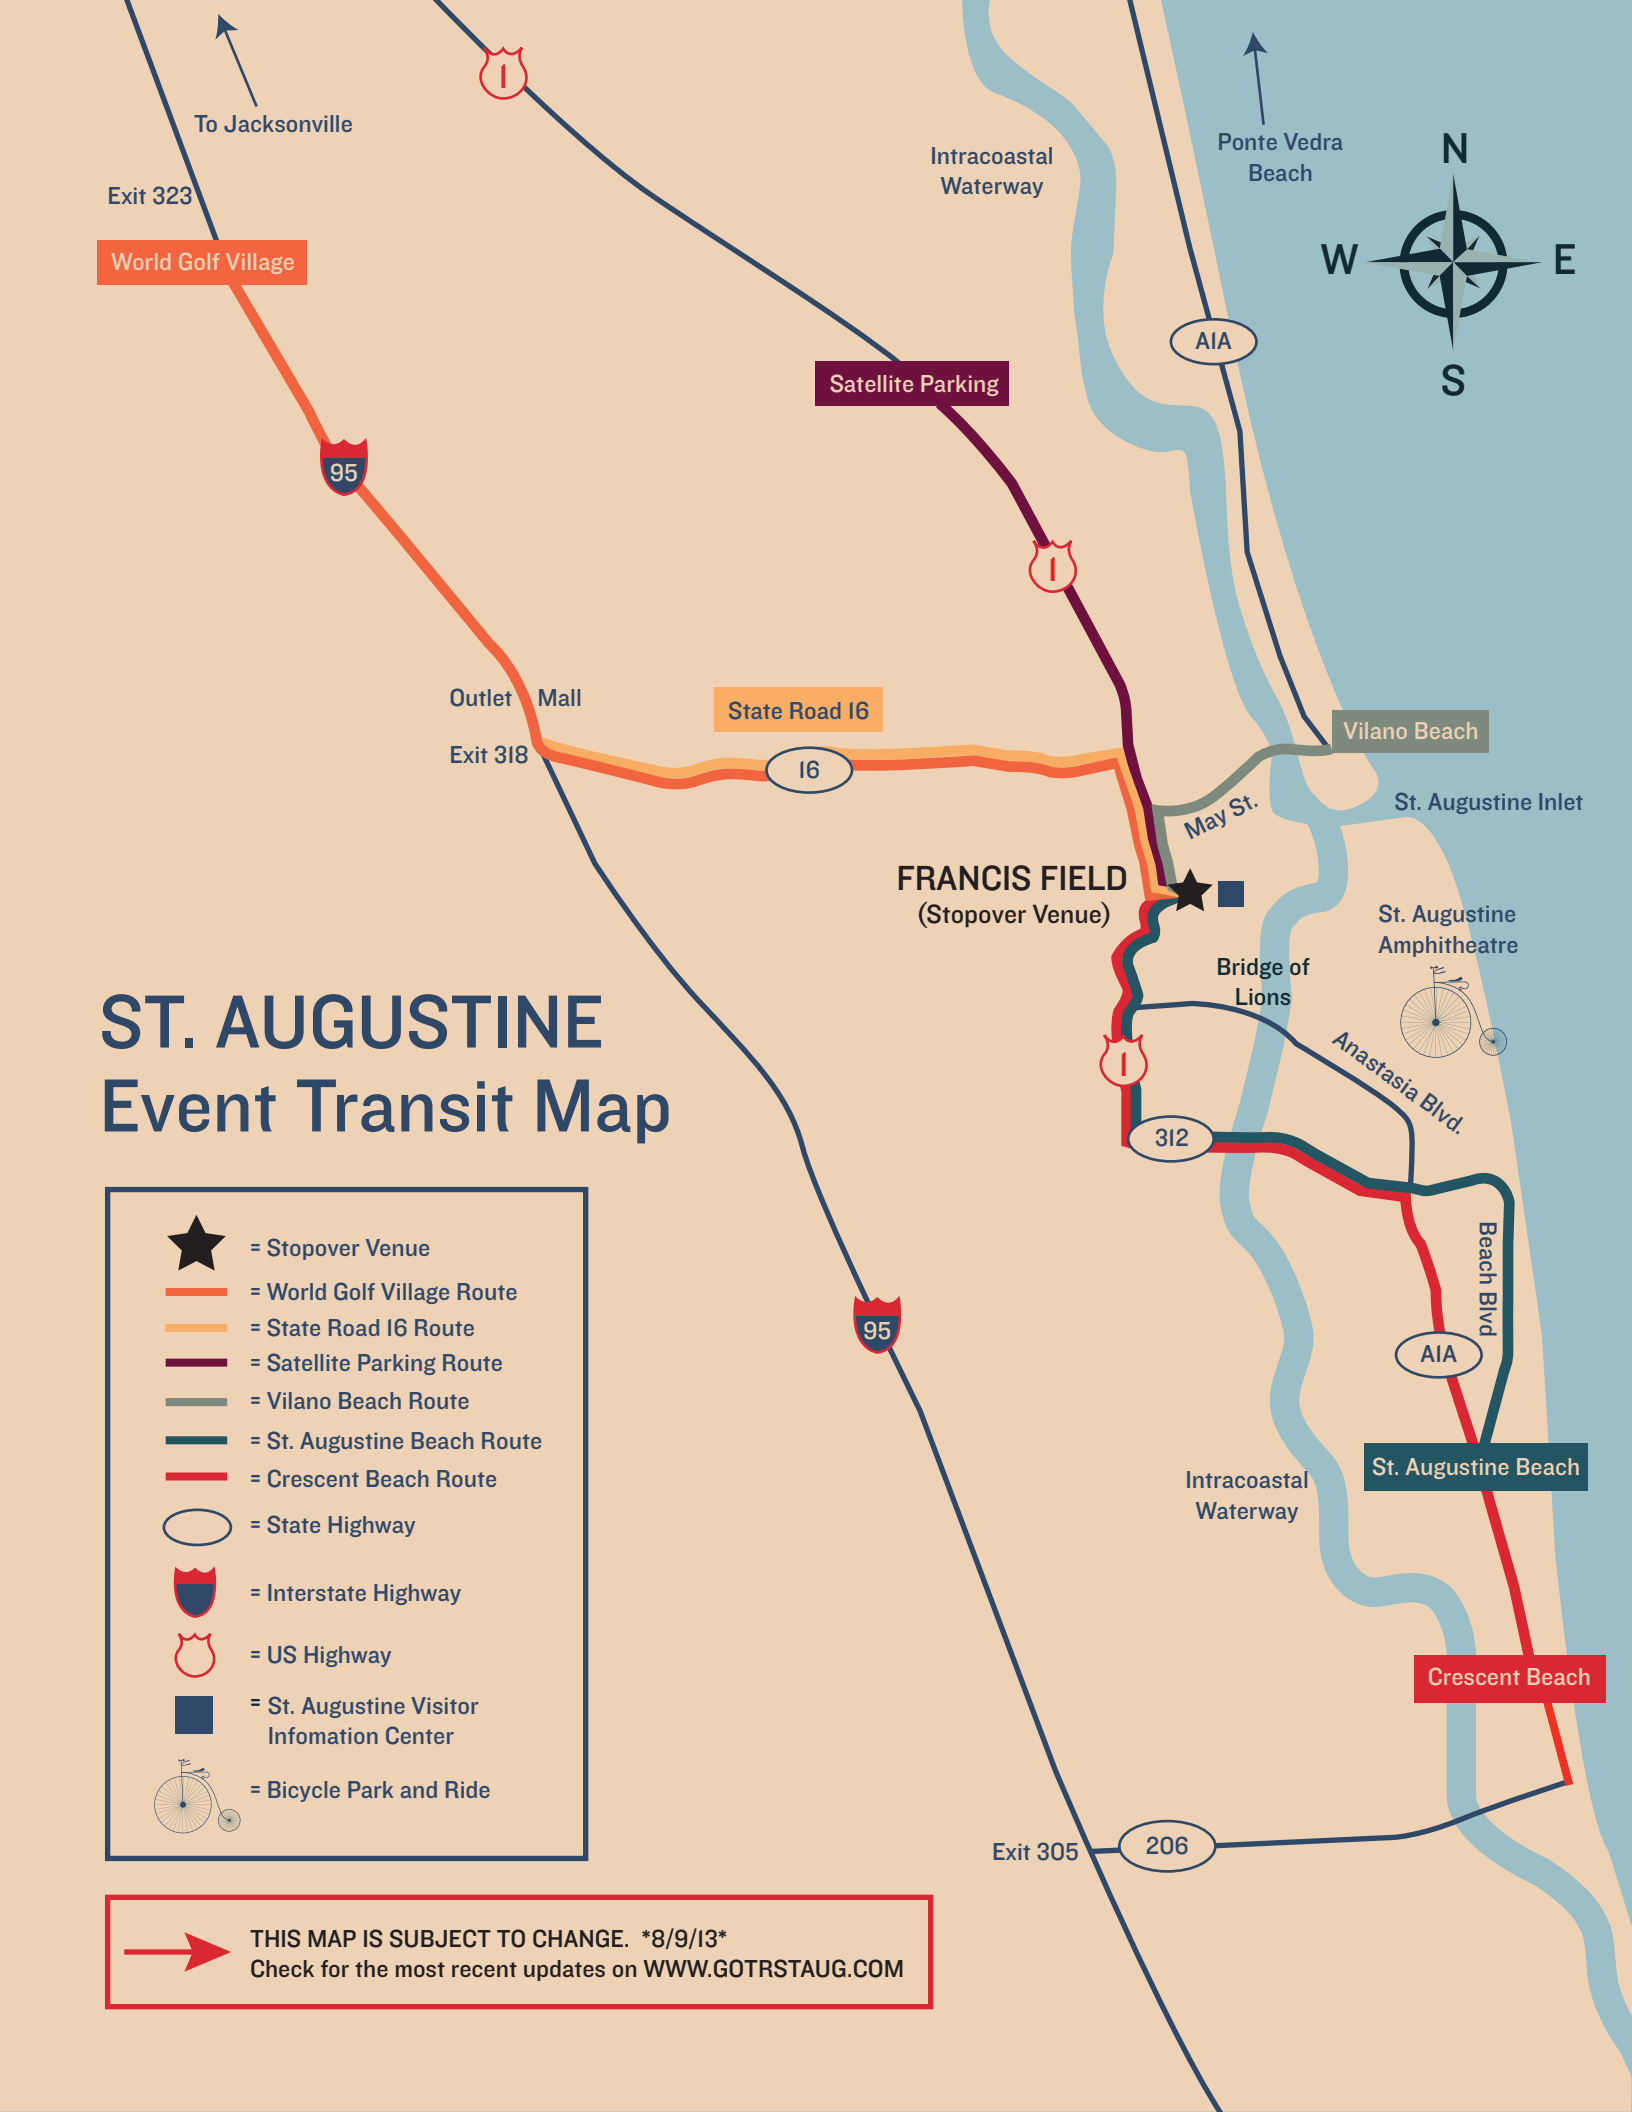 To Jacksonville
Exit 323
World Golf Village
1
Intracoastal
Waterway
Ponte Vedra
Beach
N
W
E
S
A1A
Satellite Parking
95
1
Outlet Mall
Exit 318
State Road 16
16
Vilano Beach
May St.
St. Augustine Inlet
FRANCIS FIELD
(Stopover Venue)
St. Augustine
Amphitheatre
Bridge of
Lions
Anastasia Blvd.
1
312
Beach Blvd
A1A
St. Augustine Beach
Intracoastal
Waterway
Crescent Beach
95
Exit 305
206
ST. AUGUSTINE
Event Transit Map
= Stopover Venue
= World Golf Village Route
= State Road 16 Route
= Satellite Parking Route
= Vilano Beach Route
= St. Augustine Beach Route
= Crescent Beach Route
= State Highway
= Interstate Highway
= US Highway
= St. Augustine Visitor
Infomation Center
= Bicycle Park and Ride
THIS MAP IS SUBJECT TO CHANGE. *8/9/13*
Check for the most recent updates on WWW.GOTRSTAUG.COM